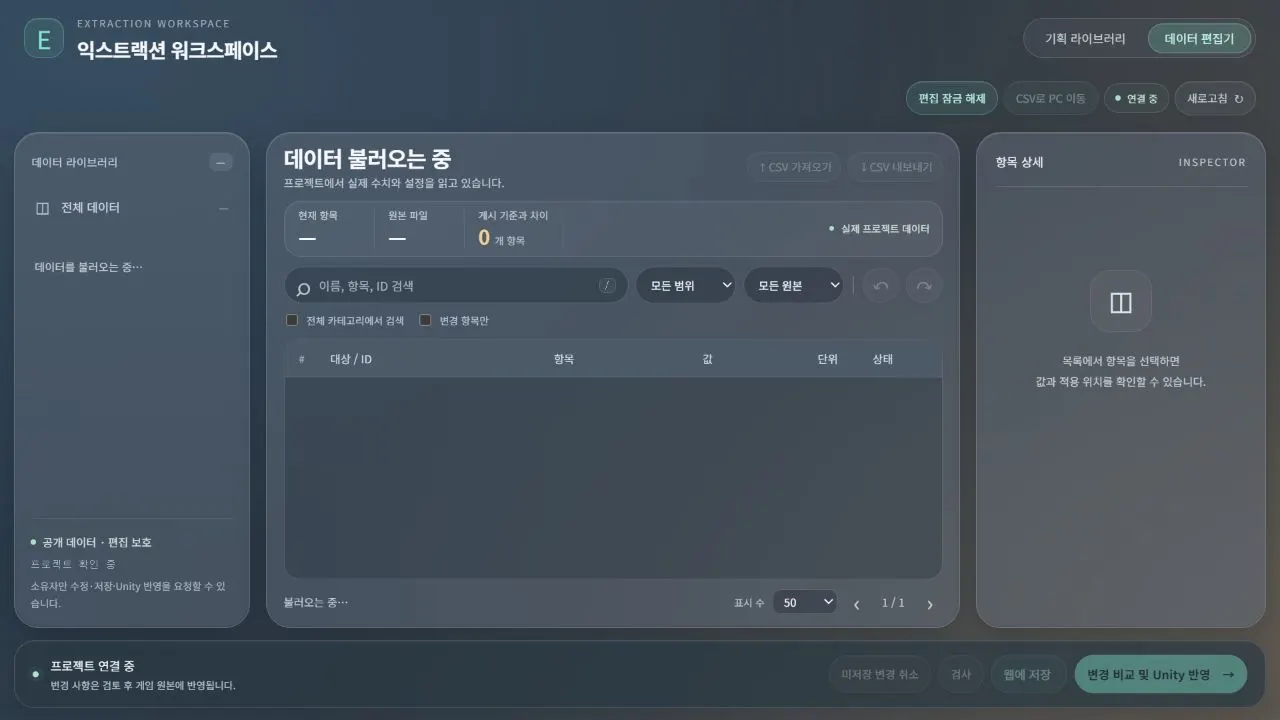 E
EXTRACTION WORKSPACE
익스트랙션 워크스페이스
기획 라이브러리
데이터 편집기
편집 잠금 해제
CSV로 PC 이동
연결 중
새로고침 ↻
데이터 라이브러리
—
전체 데이터
—
데이터를 불러오는 중…
공개 데이터 · 편집 보호
프로젝트 확인 중
소유자만 수정·저장·Unity 반영을 요청할 수 있
습니다.
데이터 불러오는 중
프로젝트에서 실제 수치와 설정을 읽고 있습니다.
↑ CSV 가져오기
↧ CSV 내보내기
현재 항목
—
원본 파일
—
게시 기준과 차이
0 개 항목
실제 프로젝트 데이터
이름, 항목, ID 검색
/
모든 범위
모든 원본
전체 카테고리에서 검색
변경 항목만
# 대상 / ID 항목 값 단위 상태
불러오는 중…
표시 수 50 ‹ 1 / 1 ›
항목 상세
INSPECTOR
목록에서 항목을 선택하면
값과 적용 위치를 확인할 수 있습니다.
프로젝트 연결 중
변경 사항은 검토 후 게임 원본에 반영됩니다.
미저장 변경 취소
검사
웹에 저장
변경 비교 및 Unity 반영 →